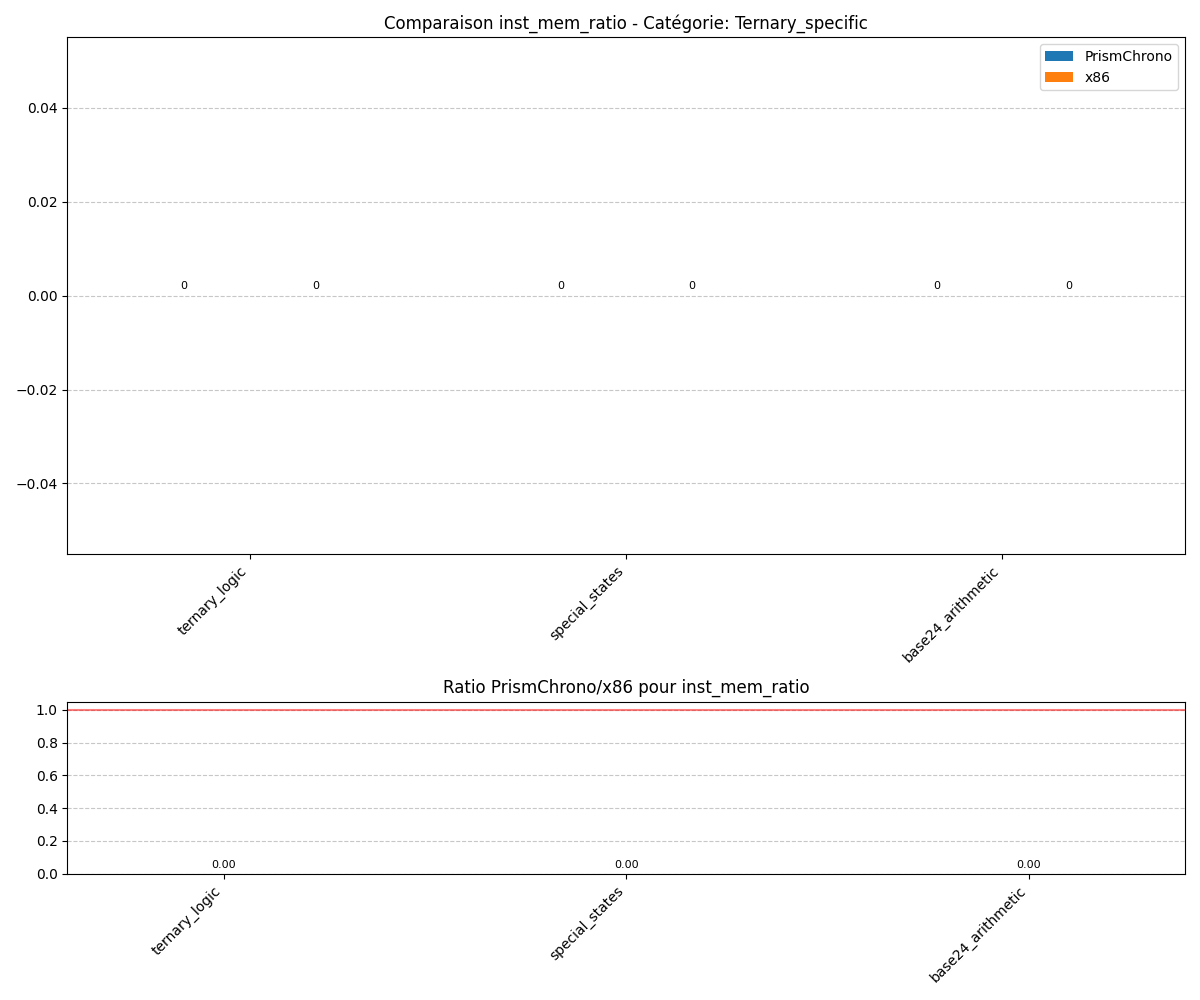 Comparaison inst_mem_ratio - Catégorie: Ternary_specific
PrismChrono
x86
0.04
0.02
0.00
−0.02
−0.04
0 0 0 0 0 0
ternary_logic
special_states
base24_arithmetic
Ratio PrismChrono/x86 pour inst_mem_ratio
1.0
0.8
0.6
0.4
0.2
0.0
0.00 0.00 0.00
ternary_logic
special_states
base24_arithmetic